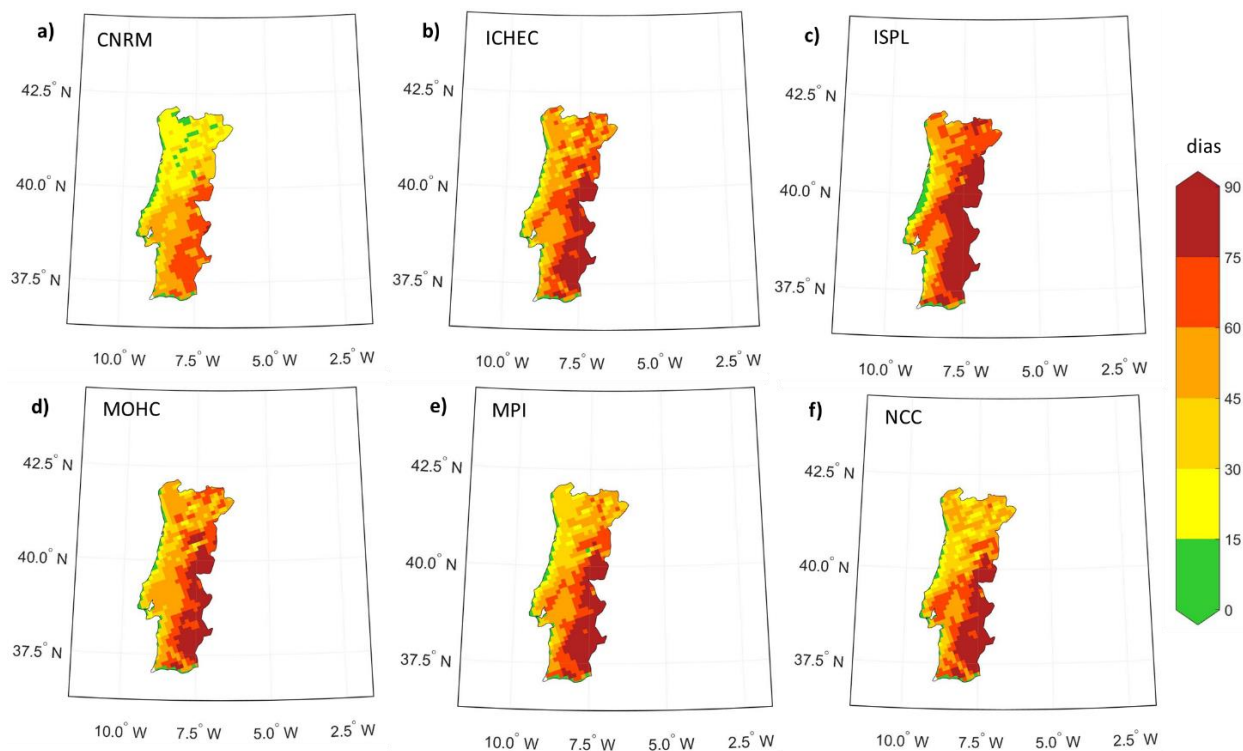 a) CNRM
42.5° N
40.0° N
37.5° N
10.0° W 7.5° W 5.0° W 2.5° W
b) ICHEC
42.5° N
40.0° N
37.5° N
10.0° W 7.5° W 5.0° W 2.5° W
c) ISPL
42.5° N
40.0° N
37.5° N
10.0° W 7.5° W 5.0° W 2.5° W
dias
90
75
60
45
30
15
0
d) MOHC
42.5° N
40.0° N
37.5° N
10.0° W 7.5° W 5.0° W 2.5° W
e) MPI
42.5° N
40.0° N
37.5° N
10.0° W 7.5° W 5.0° W 2.5° W
f) NCC
42.5° N
40.0° N
37.5° N
10.0° W 7.5° W 5.0° W 2.5° W